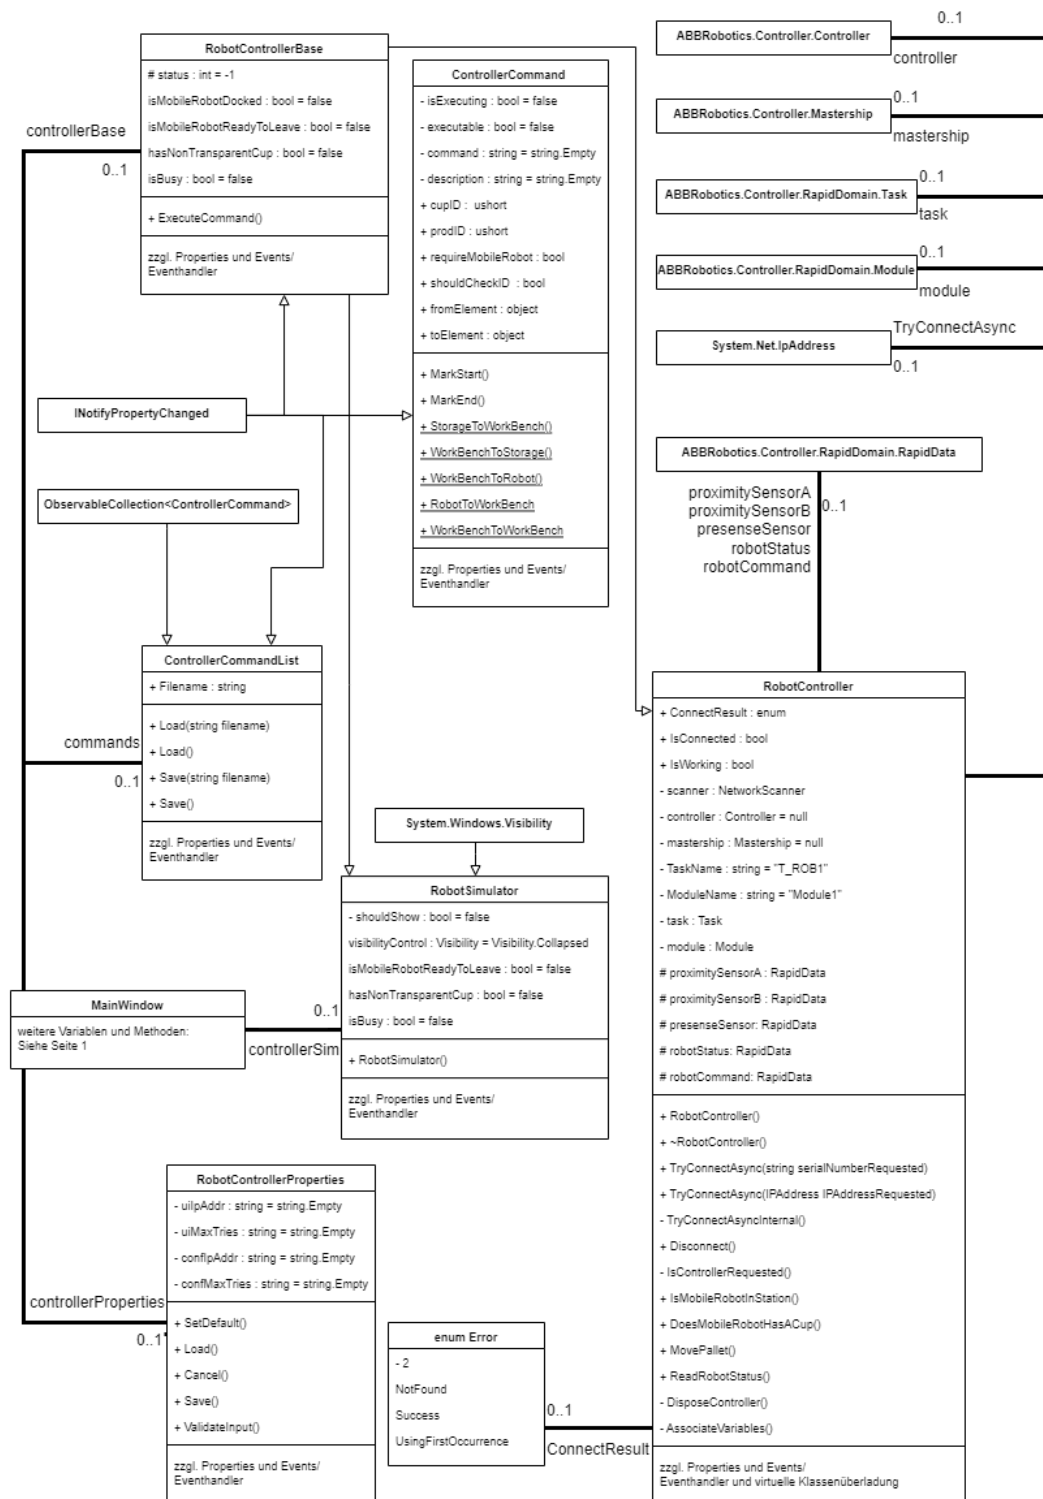 RobotControllerBase
# status : int = -1
isMobileRobotDocked : bool = false
isMobileRobotReadyToLeave : bool = false
hasNonTransparentCup : bool = false
isBusy : bool = false
+ ExecuteCommand()
zzgl. Properties und Events/
Eventhandler
controllerBase
0..1
ControllerCommand
- isExecuting : bool = false
- executable : bool = false
- command : string = string.Empty
- description : string = string.Empty
+ cupID : ushort
+ prodID : ushort
+ requireMobileRobot : bool
+ shouldCheckID : bool
+ fromElement : object
+ toElement : object
+ MarkStart()
+ MarkEnd()
+ StorageToWorkBench()
+ WorkBenchToStorage()
+ WorkBenchToRobot()
+ RobotToWorkBench
+ WorkBenchToWorkBench
zzgl. Properties und Events/
Eventhandler
ABBRobotics.Controller.Controller
0..1
controller
ABBRobotics.Controller.Mastership
0..1
mastership
ABBRobotics.Controller.RapidDomain.Task
0..1
task
ABBRobotics.Controller.RapidDomain.Module
0..1
module
System.Net.IpAddress
TryConnectAsync
0..1
INotifyPropertyChanged
ObservableCollection<ControllerCommand>
ABBRobotics.Controller.RapidDomain.RapidData
proximitySensorA
proximitySensorB
presenseSensor
robotStatus
robotCommand
0..1
ControllerCommandList
+ Filename : string
+ Load(string filename)
+ Load()
+ Save(string filename)
+ Save()
zzgl. Properties und Events/
Eventhandler
commands
0..1
System.Windows.Visibility
RobotSimulator
- shouldShow : bool = false
visibilityControl : Visibility = Visibility.Collapsed
isMobileRobotReadyToLeave : bool = false
hasNonTransparentCup : bool = false
isBusy : bool = false
+ RobotSimulator()
zzgl. Properties und Events/
Eventhandler
MainWindow
weitere Variablen und Methoden:
Siehe Seite 1
0..1
controllerSim
RobotController
+ ConnectResult : enum
+ IsConnected : bool
+ IsWorking : bool
- scanner : NetworkScanner
- controller : Controller = null
- mastership : Mastership = null
- TaskName : string = "T_ROB1"
- ModuleName : string = "Module1"
- task : Task
- module : Module
# proximitySensorA : RapidData
# proximitySensorB : RapidData
# presenseSensor: RapidData
# robotStatus: RapidData
# robotCommand: RapidData
+ RobotController()
+ ~RobotController()
+ TryConnectAsync(string serialNumberRequested)
+ TryConnectAsync(IPAddress IPAddressRequested)
- TryConnectAsyncInternal()
+ Disconnect()
- IsControllerRequested()
+ IsMobileRobotInStation()
+ DoesMobileRobotHasACup()
+ MovePallet()
+ ReadRobotStatus()
- DisposeController()
- AssociateVariables()
zzgl. Properties und Events/
Eventhandler und virtuelle Klassenüberladung
RobotControllerProperties
- uiIpAddr : string = string.Empty
- uiMaxTries : string = string.Empty
- confIpAddr : string = string.Empty
- confMaxTries : string = string.Empty
+ SetDefault()
+ Load()
+ Cancel()
+ Save()
+ ValidateInput()
zzgl. Properties und Events/
Eventhandler
controllerProperties
0..1
enum Error
- 2
NotFound
Success
UsingFirstOccurrence
0..1
ConnectResult